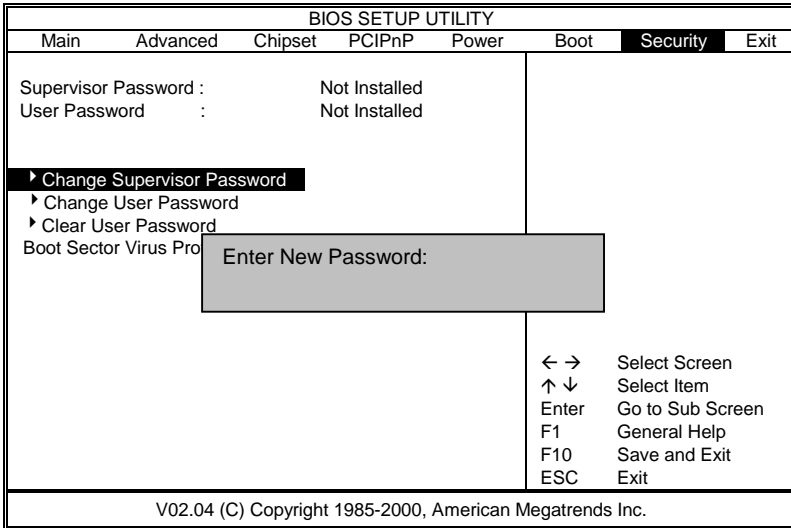 BIOS SETUP UTILITY
Main Advanced Chipset PCIPnP Power Boot Security Exit
Supervisor Password : Not Installed
User Password : Not Installed
Change Supervisor Password
Change User Password
Clear User Password
Boot Sector Virus Pro
Enter New Password:
← → Select Screen
↑ ↓ Select Item
Enter Go to Sub Screen
F1 General Help
F10 Save and Exit
ESC Exit
V02.04 (C) Copyright 1985-2000, American Megatrends Inc.